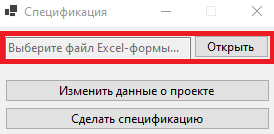 Спецификация
Выберите файл Excel-формы... Открыть
Изменить данные о проекте
Сделать спецификацию